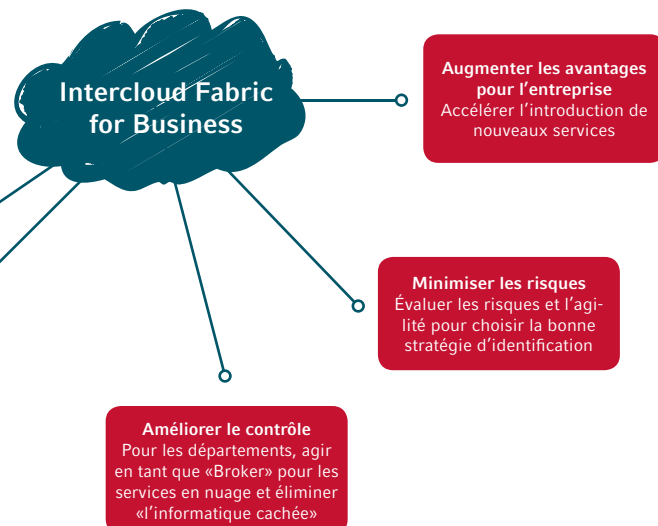 Intercloud Fabric
for Business
Augmenter les avantages
pour l'entreprise
Accélérer l'introduction de
nouveaux services
Minimiser les risques
Évaluer les risques et l'agi-
lité pour choisir la bonne
stratégie d'identification
Améliorer le contrôle
Pour les départements, agir
en tant que «Broker» pour les
services en nuage et éliminer
«l'informatique cachée»